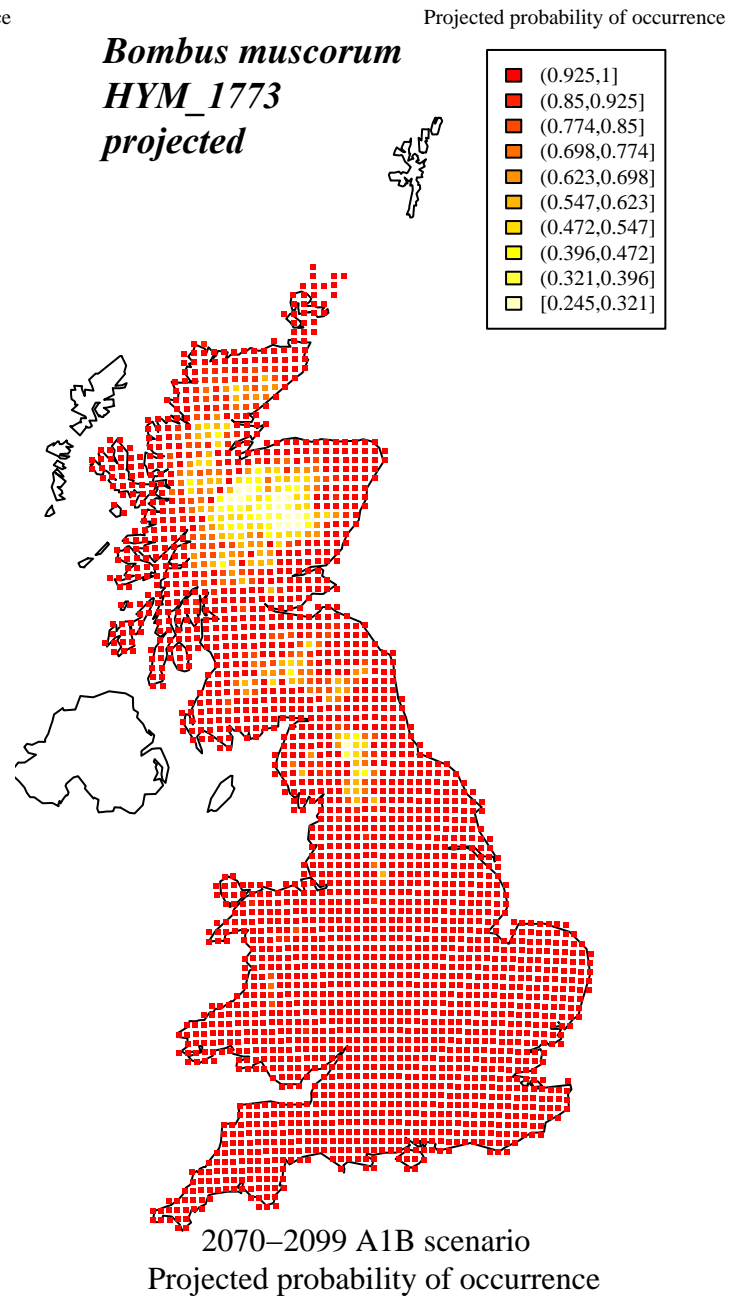 ce
Projected probability of occurrence
Bombus muscorum
HYM_1773
projected
(0.925,1]
(0.85,0.925]
(0.774,0.85]
(0.698,0.774]
(0.623,0.698]
(0.547,0.623]
(0.472,0.547]
(0.396,0.472]
(0.321,0.396]
[0.245,0.321]
2070−2099 A1B scenario
Projected probability of occurrence